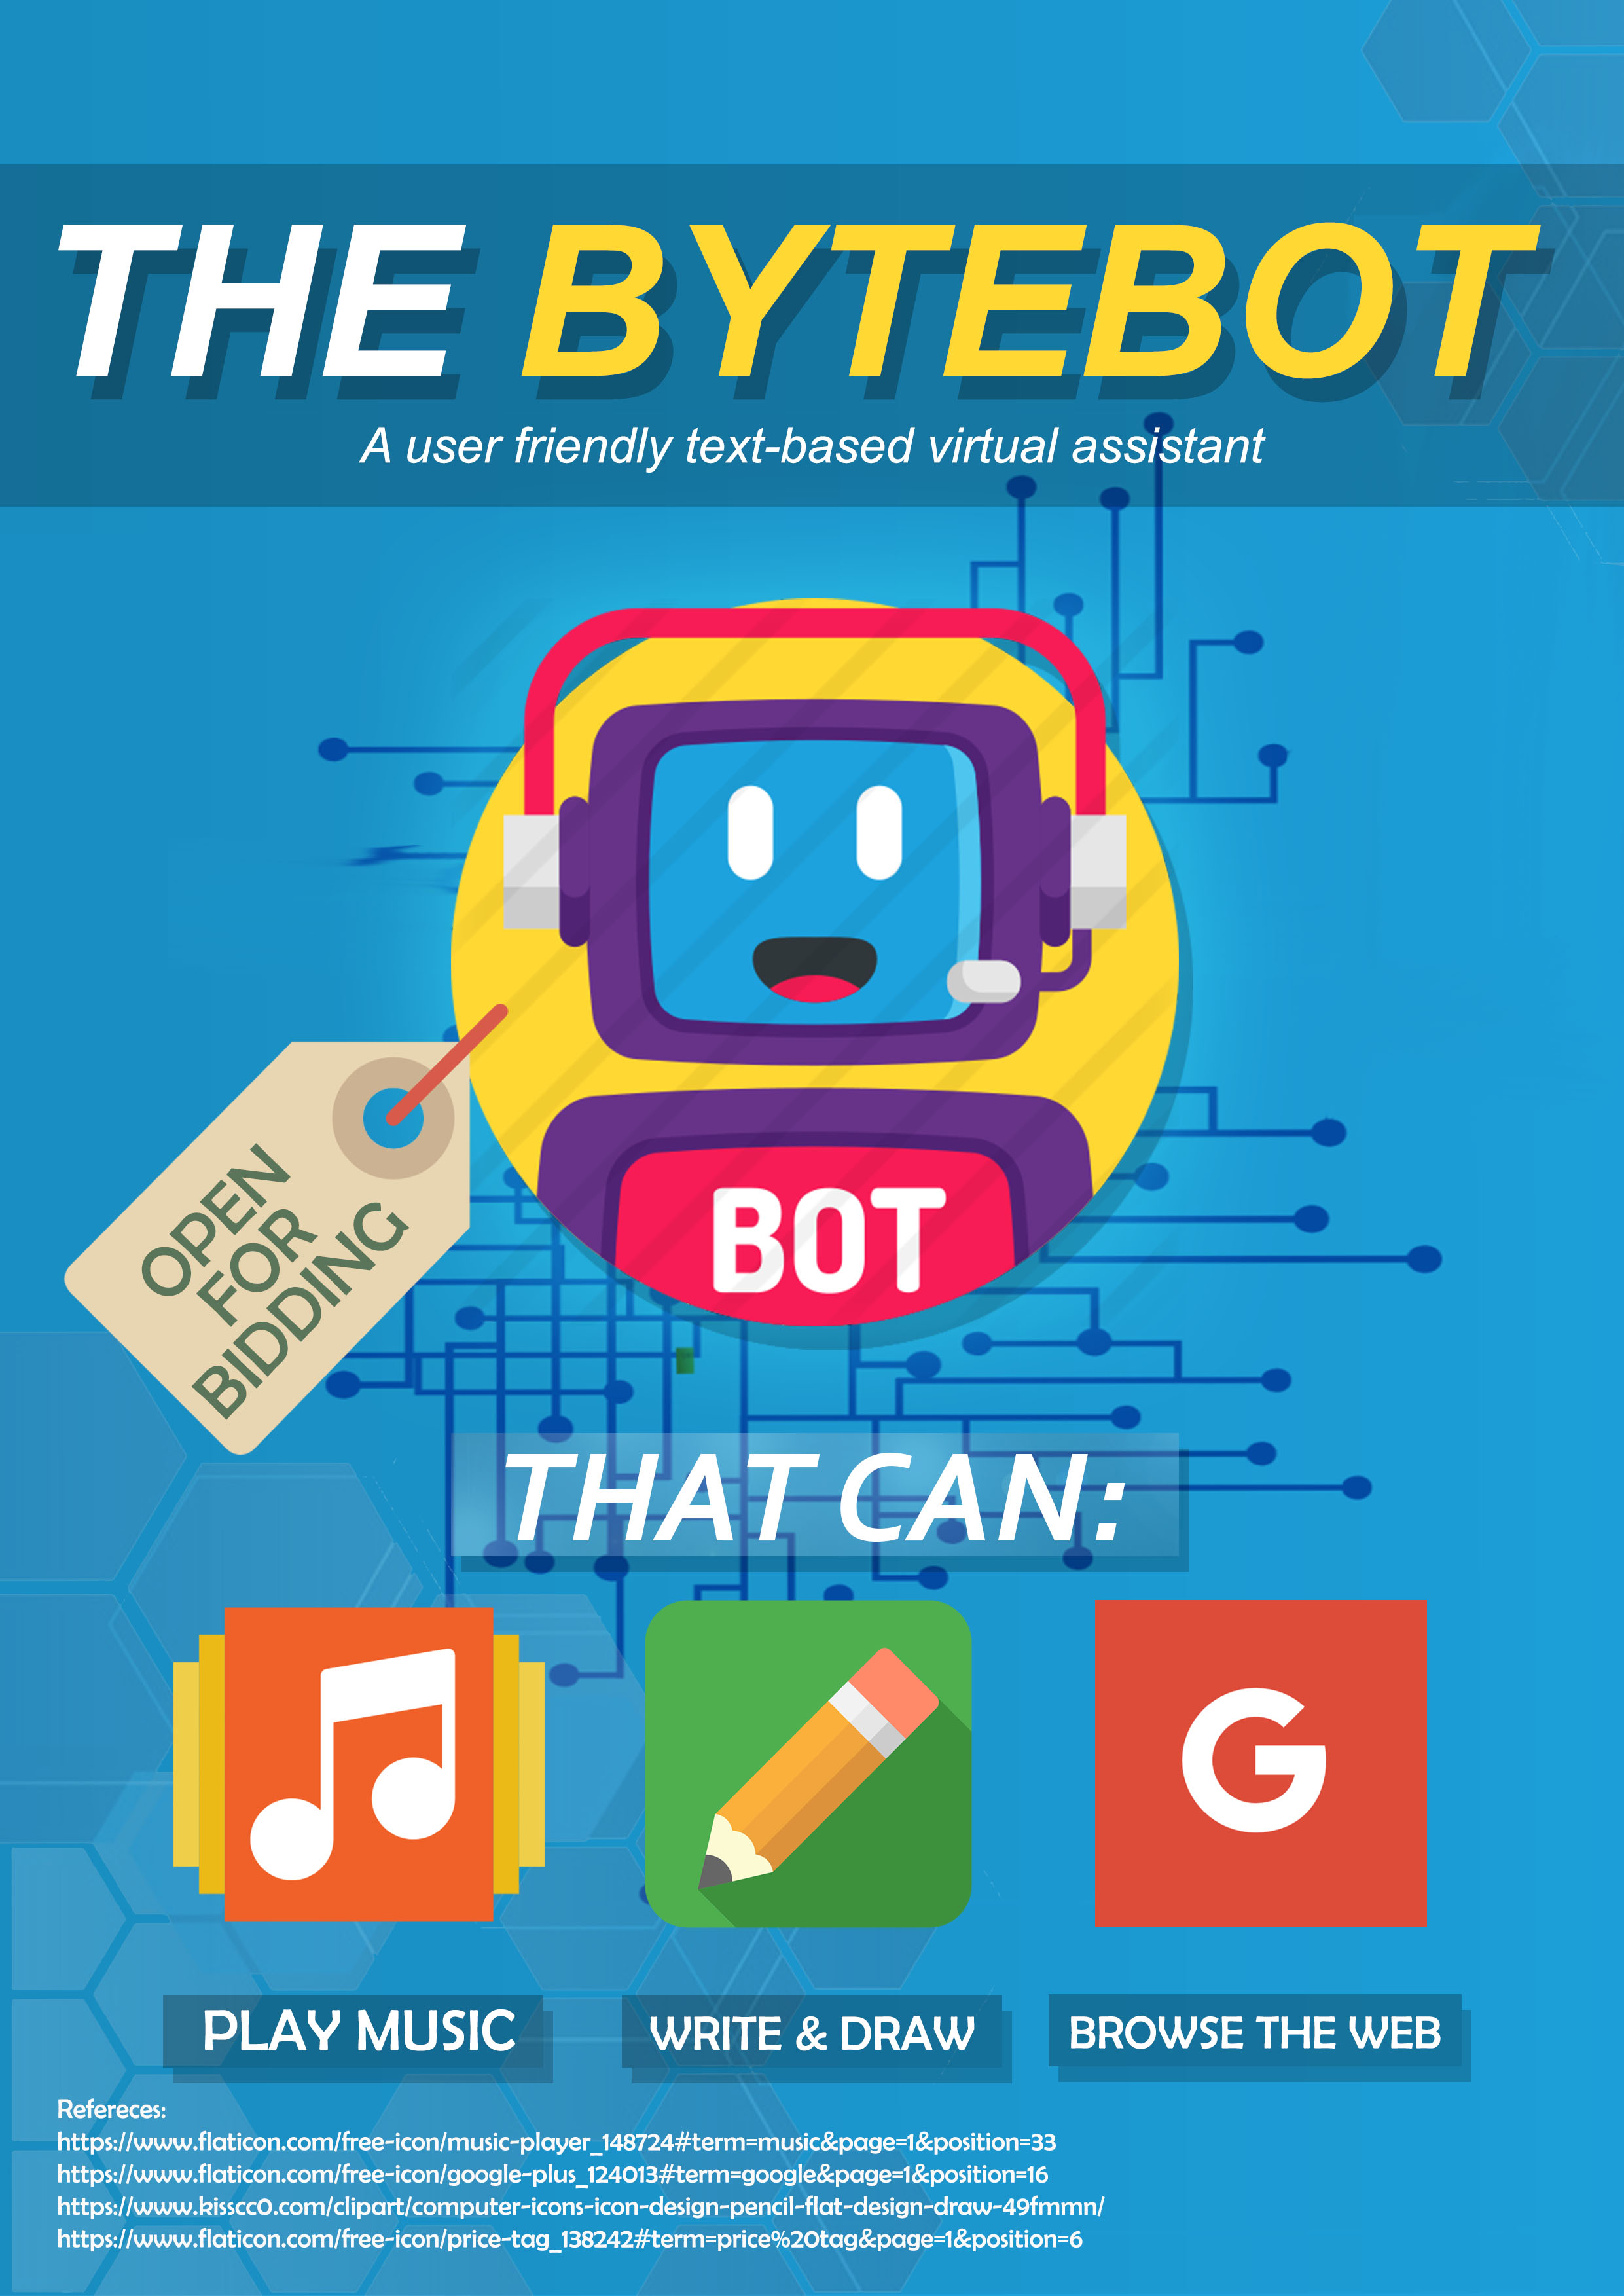 THE BYTEBOT
A user friendly text-based virtual assistant
BOT
OPEN
FOR
BIDDING
THAT CAN:
G
PLAY MUSIC
WRITE & DRAW
BROWSE THE WEB
Refereces:
https://www.flaticon.com/free-icon/music-player_148724#term=music&page=1&position=33
https://www.flaticon.com/free-icon/google-plus_124013#term=google&page=1&position=16
https://www.kisscc0.com/clipart/computer-icons-icon-design-pencil-flat-design-draw-49fmmn/
https://www.flaticon.com/free-icon/price-tag_138242#term=price%20tag&page=1&position=6